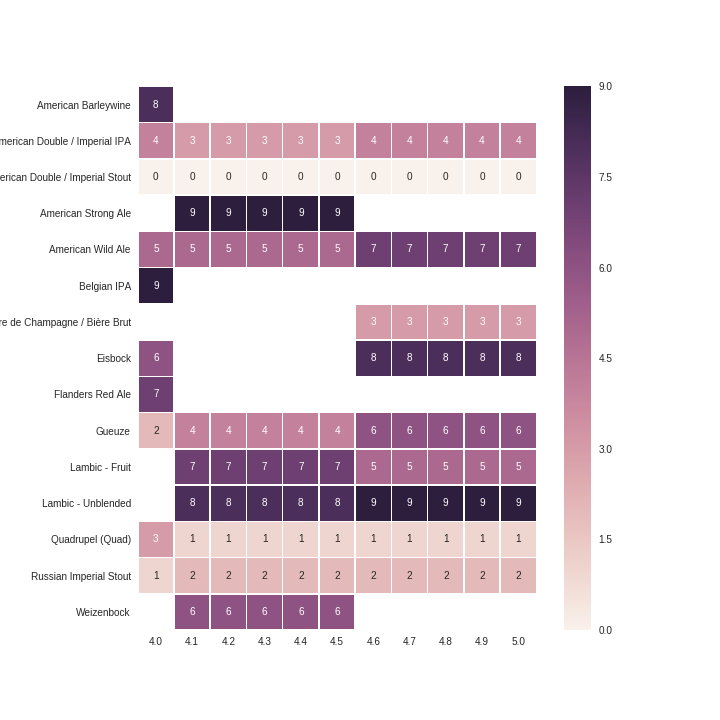 9.0
American Barleywine 8
merican Double / Imperial IPA 4 3 3 3 3 3 4 4 4 4 4
erican Double / Imperial Stout 0 0 0 0 0 0 0 0 0 0 0
7.5
American Strong Ale 9 9 9 9 9
American Wild Ale 5 5 5 5 5 5 7 7 7 7 7
6.0
Belgian IPA 9
re de Champagne / Bière Brut 3 3 3 3 3
Eisbock 6 8 8 8 8 8
4.5
Flanders Red Ale 7
Gueuze 2 4 4 4 4 4 6 6 6 6 6
3.0
Lambic - Fruit 7 7 7 7 7 5 5 5 5 5
Lambic - Unblended 8 8 8 8 8 9 9 9 9 9
Quadrupel (Quad) 3 1 1 1 1 1 1 1 1 1 1
1.5
Russian Imperial Stout 1 2 2 2 2 2 2 2 2 2 2
Weizenbock 6 6 6 6 6
0.0
4.0 4.1 4.2 4.3 4.4 4.5 4.6 4.7 4.8 4.9 5.0